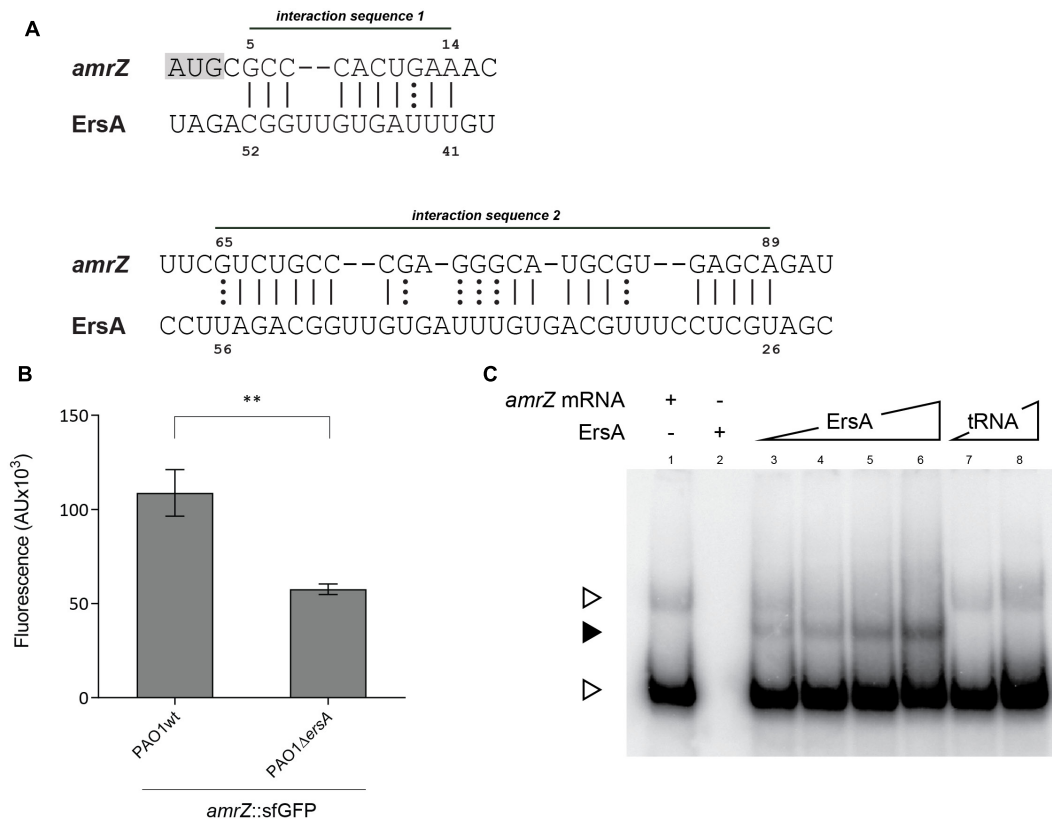 A
interaction sequence 1
5 14
amrZ AUGCGCC--CACUGAAAC
ErsA UAGACGGUUGUGAUUUGU
52 41
interaction sequence 2
65 89
amrZ UUCGUCUGCC--CGA-GGGCA-UGCGU--GAGCAGAU
ErsA CCUUAGACGGUUGUGAUUUGUGACGUUUCCUCGUAGC
56 26
B
**
Fluorescence (AUx10³)
150
100
50
0
PAO1wt PAO1ΔersA
amrZ::sfGFP
C
amrZ mRNA + -
ErsA - + ErsA tRNA
1 2 3 4 5 6 7 8